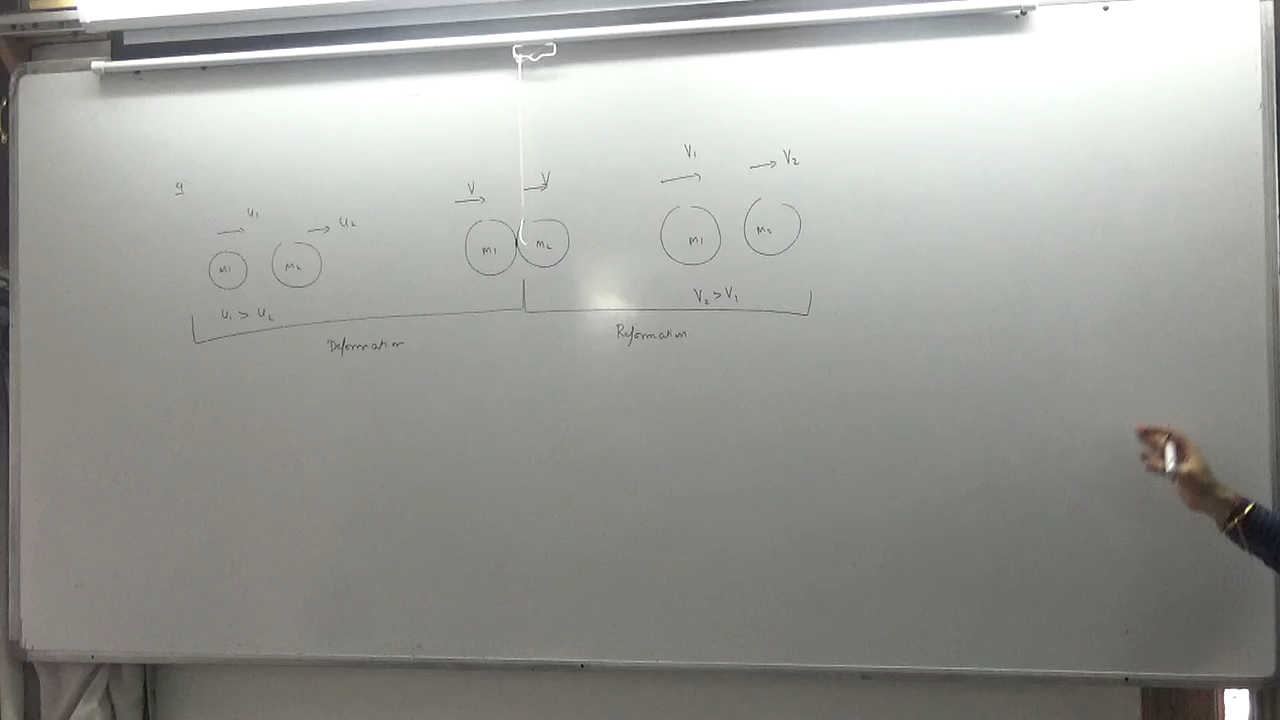 4
u₁ u₂ V V V₁ V₂
m₁ m₂ m₁ m₂ m₁ m₂
u₁ > u₂ V₂ > V₁
Deformation Reformation